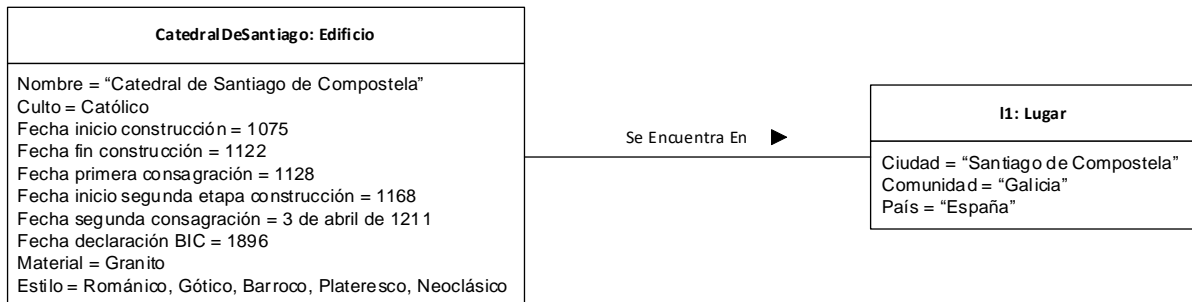 CatedralDeSantiago: Edificio
Nombre = “Catedral de Santiago de Compostela”
Culto = Católico
Fecha inicio construcción = 1075
Fecha fin construcción = 1122
Fecha primera consagración = 1128
Fecha inicio segunda etapa construcción = 1168
Fecha segunda consagración = 3 de abril de 1211
Fecha declaración BIC = 1896
Material = Granito
Estilo = Románico, Gótico, Barroco, Plateresco, Neoclásico
Se Encuentra En ►
l1: Lugar
Ciudad = “Santiago de Compostela”
Comunidad = “Galicia”
País = “España”